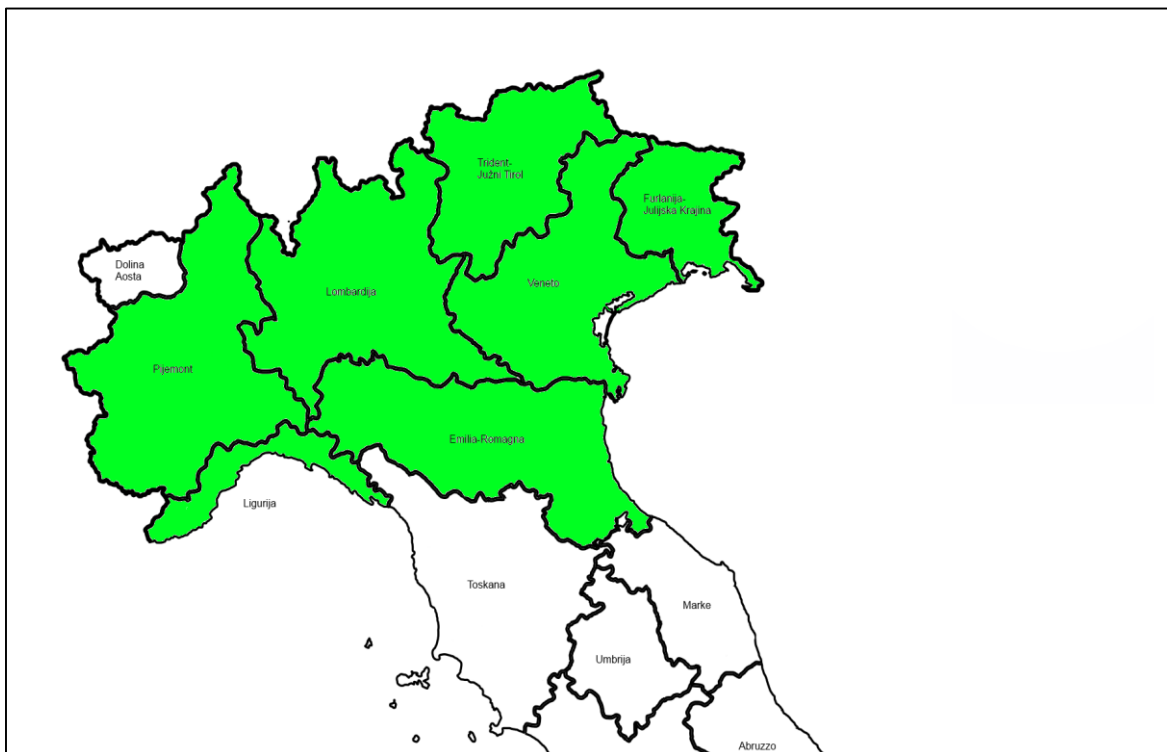 Trident-
Južni Tirol
Furlanija-
Julijska Krajina
Dolina
Aosta
Veneto
Lombardija
Pijemont
Emilia-Romagna
Ligurija
Toskana
Marke
Umbrija
Abruzzo